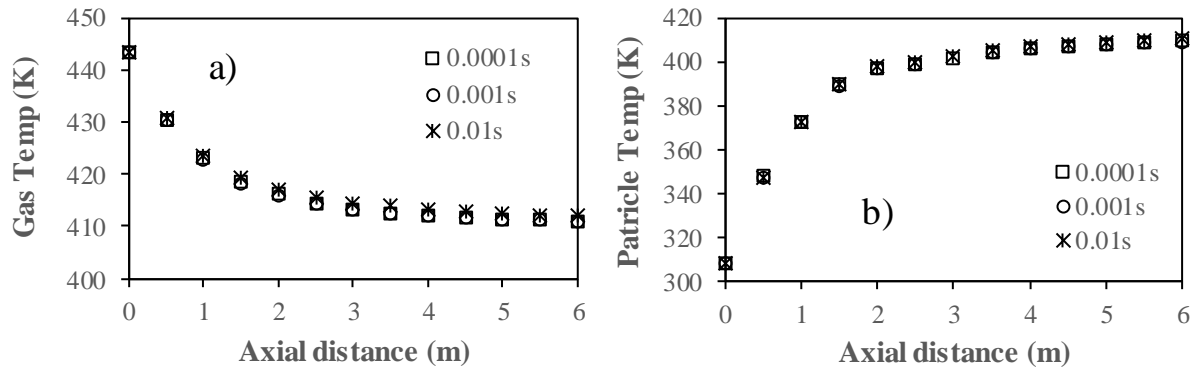 Gas Temp (K)
450
440
430
420
410
400
a)
0.0001s
0.001s
0.01s
0 1 2 3 4 5 6
Axial distance (m)
Patricle Temp (K)
420
400
380
360
340
320
300
b)
0.0001s
0.001s
0.01s
0 1 2 3 4 5 6
Axial distance (m)